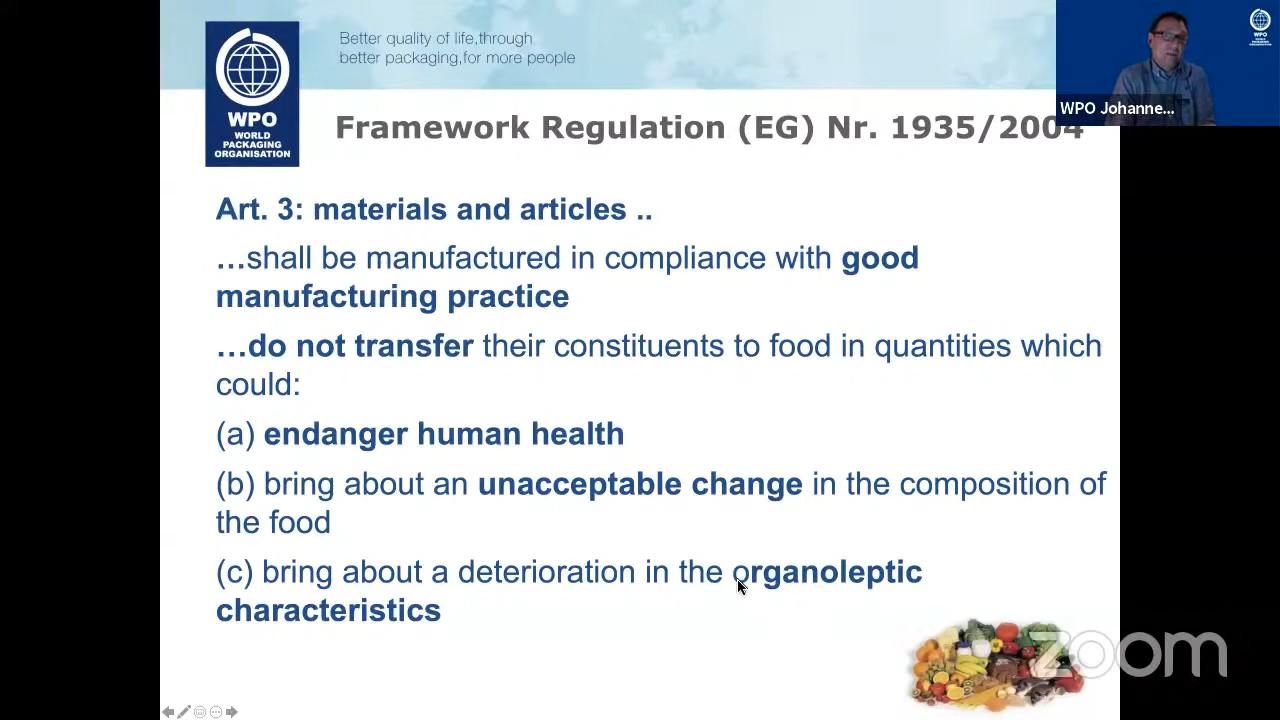 Better quality of life,through
better packaging,for more people
WPO
WORLD
PACKAGING
ORGANISATION
WPO
WPO Johanne...
Framework Regulation (EG) Nr. 1935/2004
Art. 3: materials and articles ..
...shall be manufactured in compliance with good
manufacturing practice
...do not transfer their constituents to food in quantities which
could:
(a) endanger human health
(b) bring about an unacceptable change in the composition of
the food
(c) bring about a deterioration in the organoleptic
characteristics
zoom